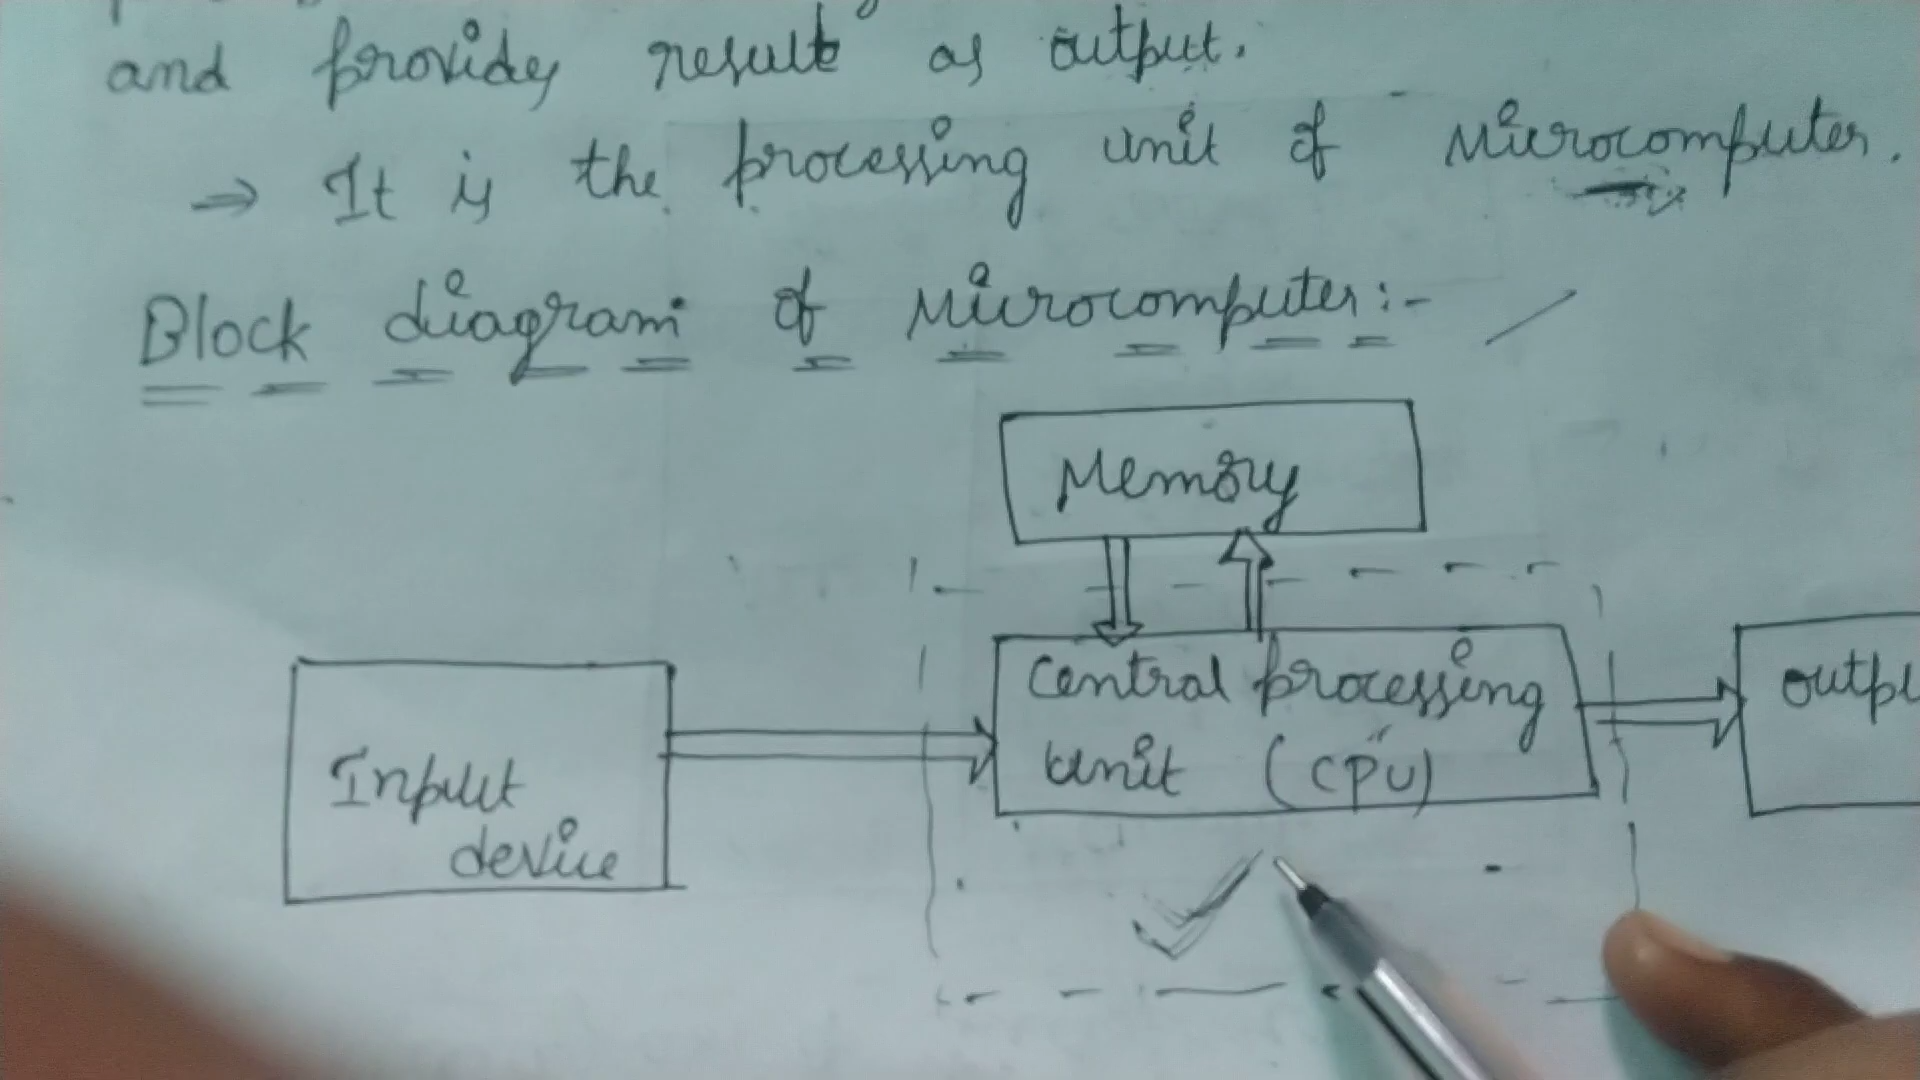 and provides result as output.
⇒ It is the processing unit of Microcomputer.
Block diagram of Microcomputer:-
Memory
Central processing
unit (CPU)
Input
device